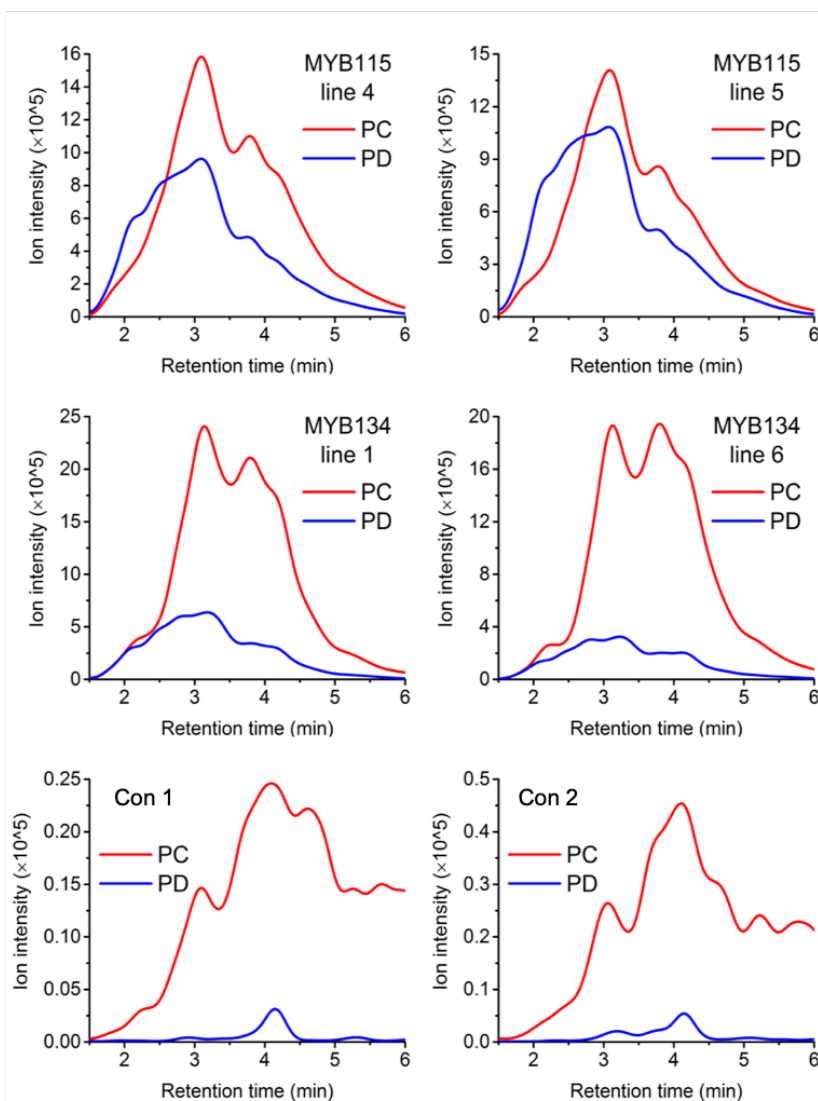 MYB115
line 4
PC
PD
Ion intensity (×10^5)
16
14
12
10
8
6
4
2
0
2 3 4 5 6
Retention time (min)
MYB115
line 5
PC
PD
Ion intensity (×10^5)
15
12
9
6
3
0
2 3 4 5 6
Retention time (min)
MYB134
line 1
PC
PD
Ion intensity (×10^5)
25
20
15
10
5
0
2 3 4 5 6
Retention time (min)
MYB134
line 6
PC
PD
Ion intensity (×10^5)
20
16
12
8
4
0
2 3 4 5 6
Retention time (min)
Con 1
PC
PD
Ion intensity (×10^5)
0.25
0.20
0.15
0.10
0.05
0.00
2 3 4 5 6
Retention time (min)
Con 2
PC
PD
Ion intensity (×10^5)
0.5
0.4
0.3
0.2
0.1
0.0
2 3 4 5 6
Retention time (min)